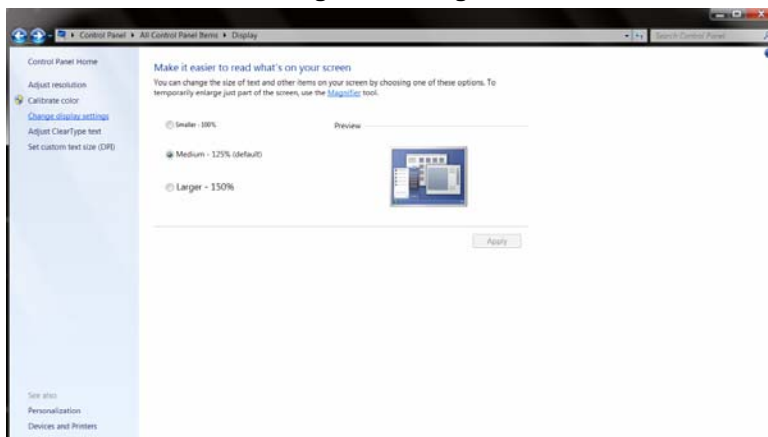 Control Panel ▸ All Control Panel Items ▸ Display
Search Control Panel
Control Panel Home
Adjust resolution
Calibrate color
Change display settings
Adjust ClearType text
Set custom text size (DPI)
Make it easier to read what's on your screen
You can change the size of text and other items on your screen by choosing one of these options. To
temporarily enlarge just part of the screen, use the Magnifier tool.
Smaller - 100%
Preview
Medium - 125% (default)
Larger - 150%
Apply
See also
Personalization
Devices and Printers